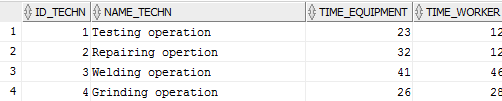 ID_TECHN NAME_TECHN TIME_EQUIPMENT TIME_WORKER
1 1 Testing operation 23 12
2 2 Repairing opertion 32 12
3 3 Welding operation 41 46
4 4 Grinding operation 26 28